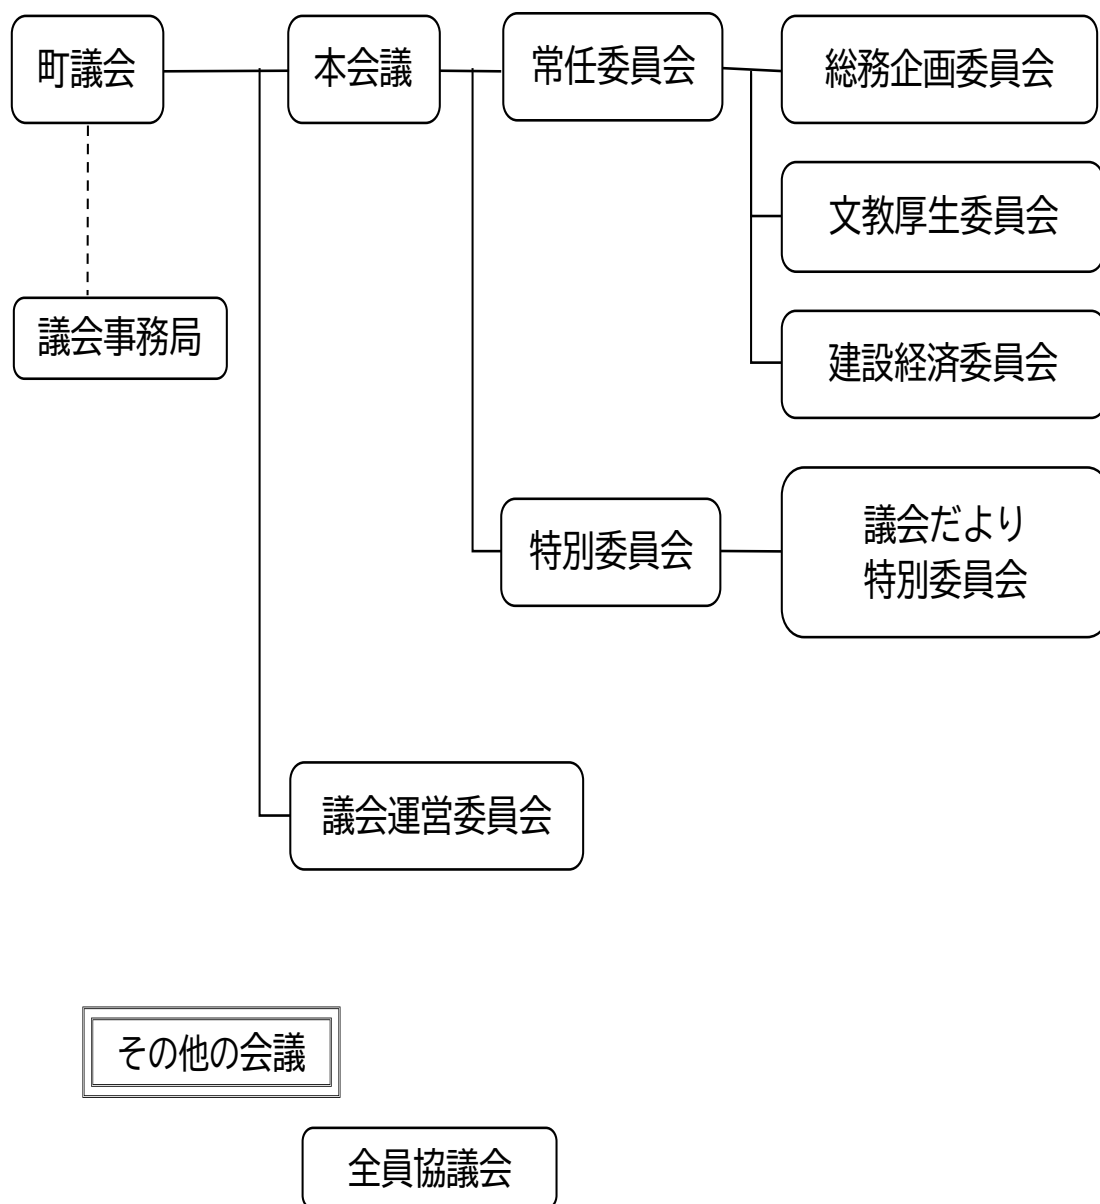 町議会
本会議
常任委員会
総務企画委員会
文教厚生委員会
議会事務局
建設経済委員会
特別委員会
議会だより
特別委員会
議会運営委員会
その他の会議
全員協議会